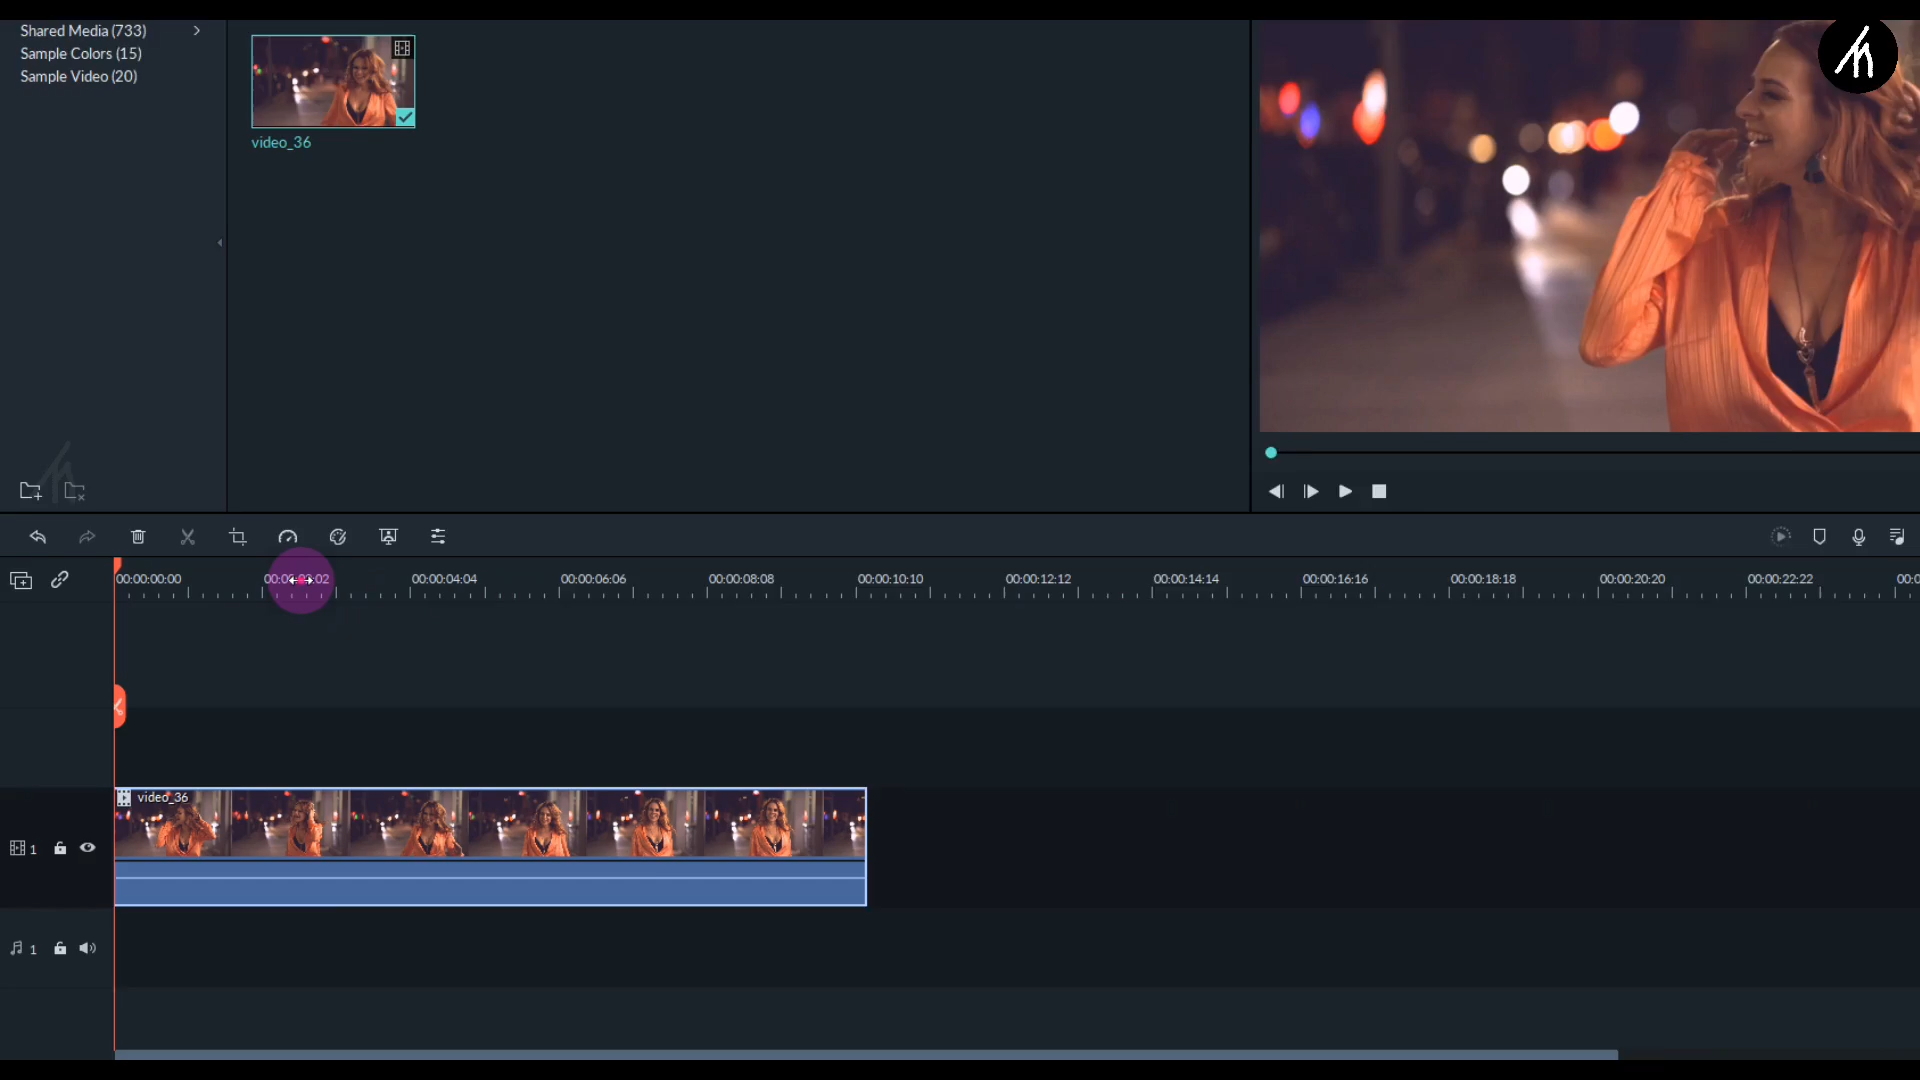 Shared Media (733)
Sample Colors (15)
Sample Video (20)
video_36
00:00:00:00
00:00:04:04
00:00:06:06
00:00:08:08
00:00:10:10
00:00:12:12
00:00:14:14
00:00:16:16
00:00:18:18
00:00:20:20
00:00:22:22
video_36
1
1